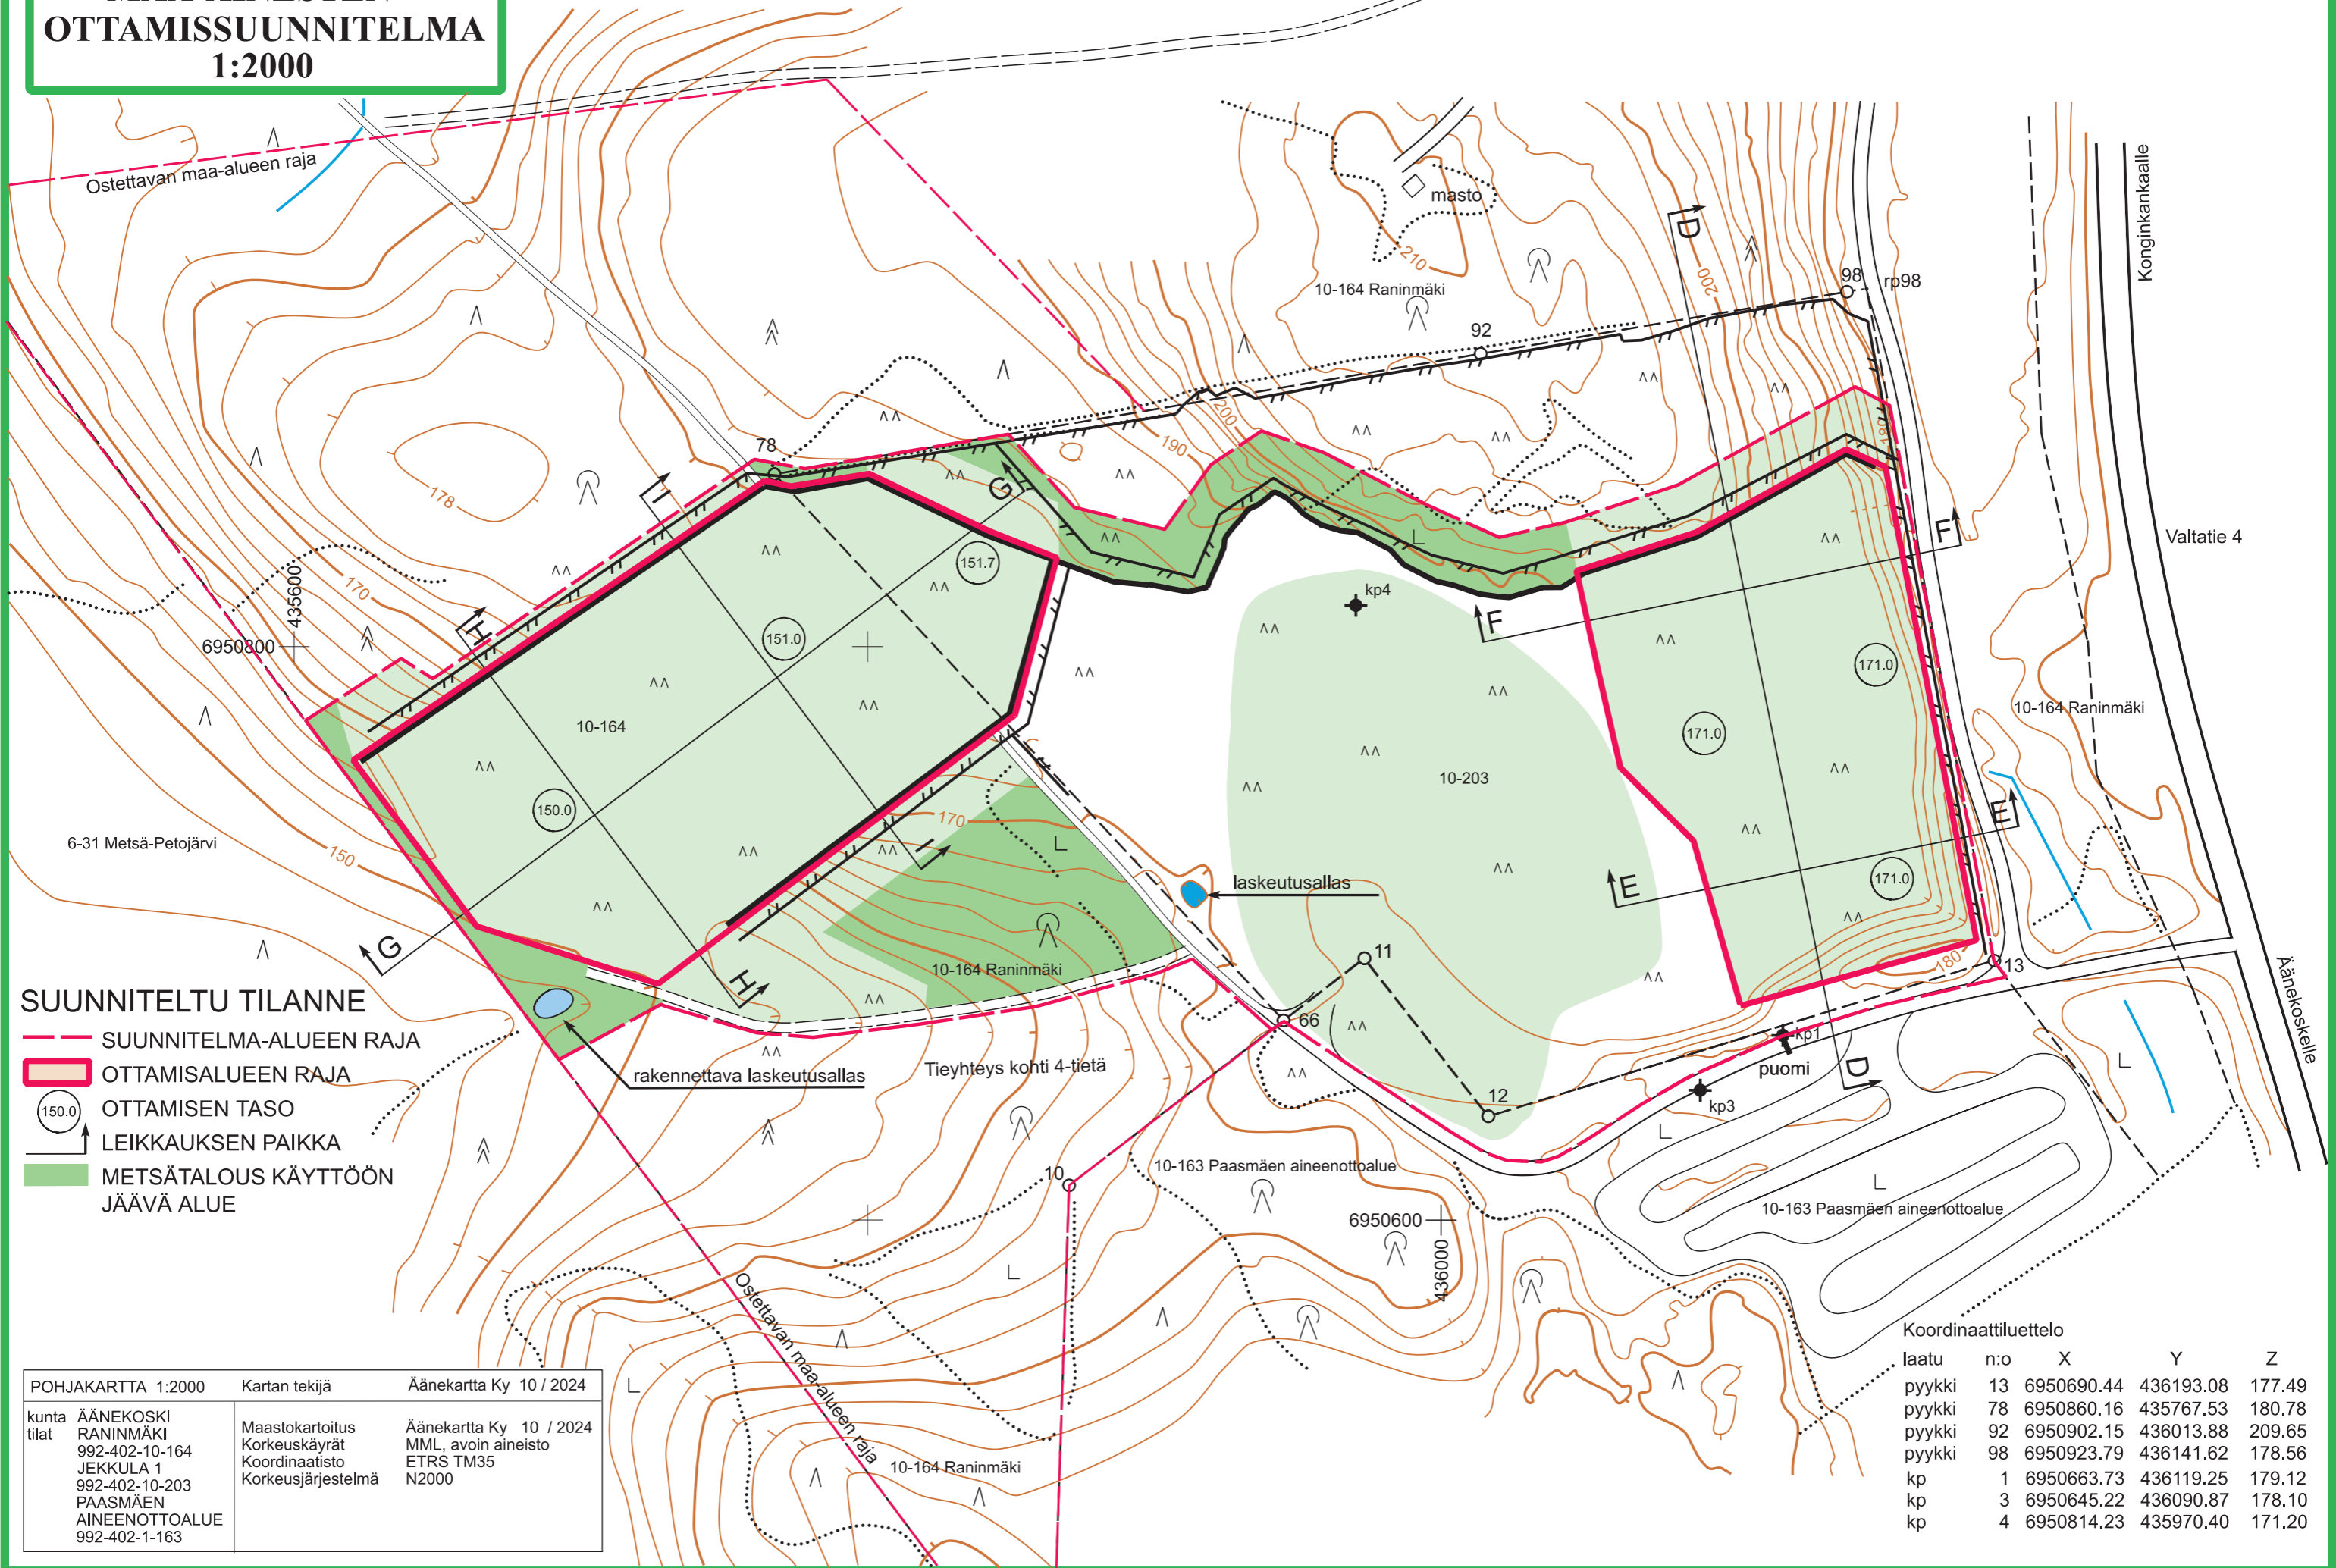 OTTAMISSUUNNITELMA
1:2000
Ostettavan maa-alueen raja
masto
210
10-164 Raninmäki
D
200
98
rp98
92
Konginkankaalle
Valtatie 4
Äänekoskelle
78
178
I
G
200
190
180
F
151.7
170
435600
6950800
H
151.0
kp4
F
171.0
10-164
10-164 Raninmäki
171.0
10-203
150.0
170
6-31 Metsä-Petojärvi
150
I
E
laskeutusallas
E
171.0
G
11
H
10-164 Raninmäki
180
13
66
kp1
puomi
D
kp3
12
rakennettava laskeutusallas
Tieyhteys kohti 4-tietä
SUUNNITELTU TILANNE
SUUNNITELMA-ALUEEN RAJA
OTTAMISALUEEN RAJA
150.0 OTTAMISEN TASO
LEIKKAUKSEN PAIKKA
METSÄTALOUS KÄYTTÖÖN
JÄÄVÄ ALUE
10
10-163 Paasmäen aineenottoalue
10-163 Paasmäen aineenottoalue
6950600
436000
Ostettavan maa-alueen raja
10-164 Raninmäki
POHJAKARTTA 1:2000 Kartan tekijä Äänekartta Ky 10 / 2024
kunta ÄÄNEKOSKI
tilat RANINMÄKI
992-402-10-164
JEKKULA 1
992-402-10-203
PAASMÄEN
AINEENOTTOALUE
992-402-1-163
Maastokartoitus Äänekartta Ky 10 / 2024
Korkeuskäyrät MML, avoin aineisto
Koordinaatisto ETRS TM35
Korkeusjärjestelmä N2000
Koordinaattiluettelo
laatu n:o X Y Z
pyykki 13 6950690.44 436193.08 177.49
pyykki 78 6950860.16 435767.53 180.78
pyykki 92 6950902.15 436013.88 209.65
pyykki 98 6950923.79 436141.62 178.56
kp 1 6950663.73 436119.25 179.12
kp 3 6950645.22 436090.87 178.10
kp 4 6950814.23 435970.40 171.20